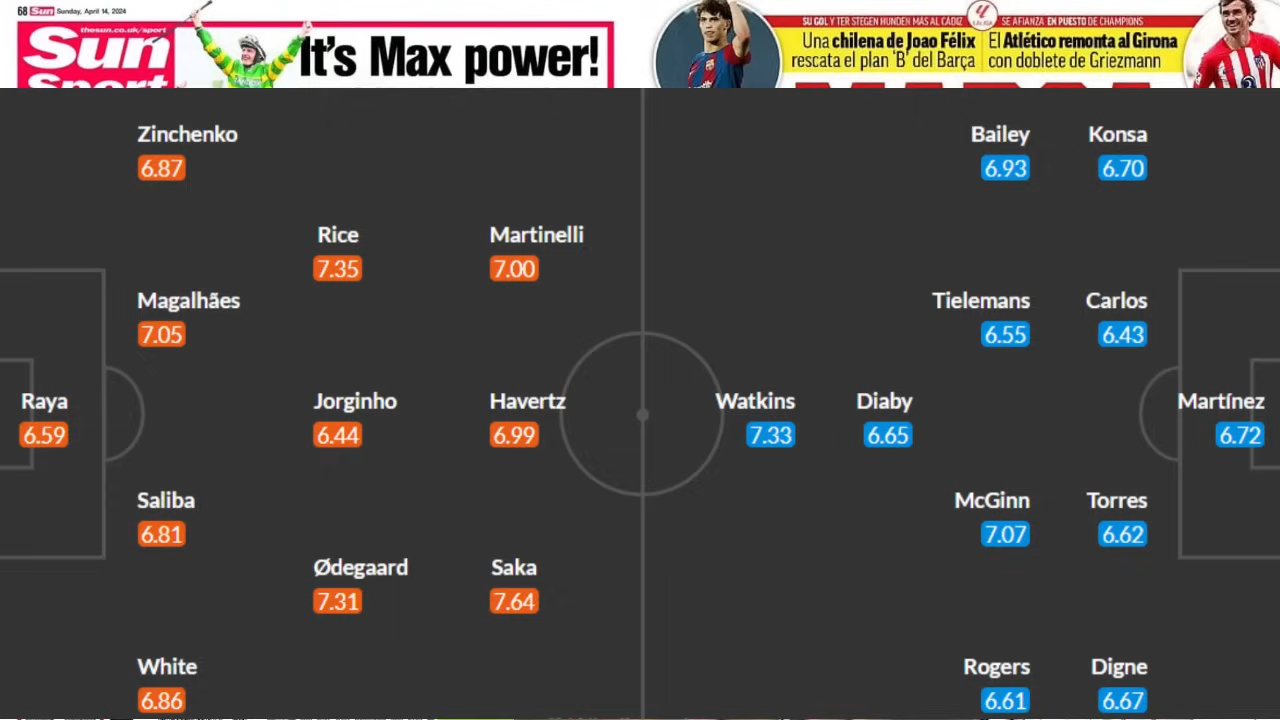 68 Sun Sunday, April 14, 2024
thesun.co.uk/sport
Sun
Sport
It's Max power!
SU GOL Y TER STEGEN HUNDEN MÁS AL CÁDIZ
LALIGA
SE AFIANZA EN PUESTO DE CHAMPIONS
Una chilena de Joao Félix
rescata el plan 'B' del Barça
El Atlético remonta al Girona
con doblete de Griezmann
Zinchenko
6.87
Rice
7.35
Martinelli
7.00
Magalhães
7.05
Raya
6.59
Jorginho
6.44
Havertz
6.99
Saliba
6.81
Ødegaard
7.31
Saka
7.64
White
6.86
Bailey
6.93
Konsa
6.70
Tielemans
6.55
Carlos
6.43
Watkins
7.33
Diaby
6.65
Martínez
6.72
McGinn
7.07
Torres
6.62
Rogers
6.61
Digne
6.67